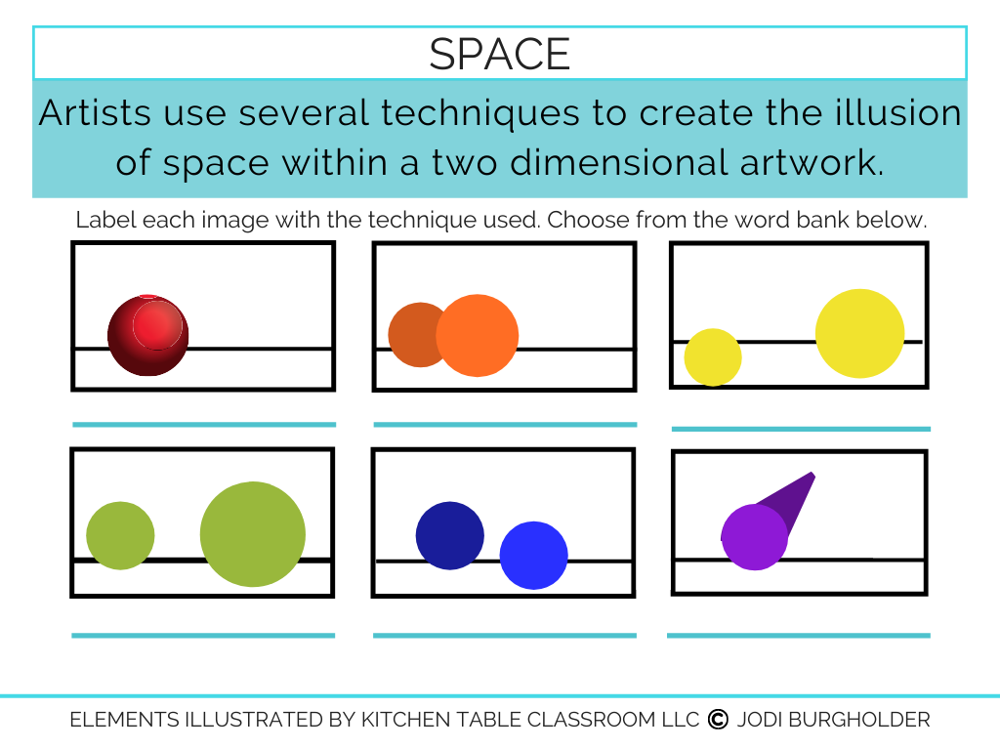 SPACE
Artists use several techniques to create the illusion
of space within a two dimensional artwork.
Label each image with the technique used. Choose from the word bank below.
ELEMENTS ILLUSTRATED BY KITCHEN TABLE CLASSROOM LLC © JODI BURGHOLDER